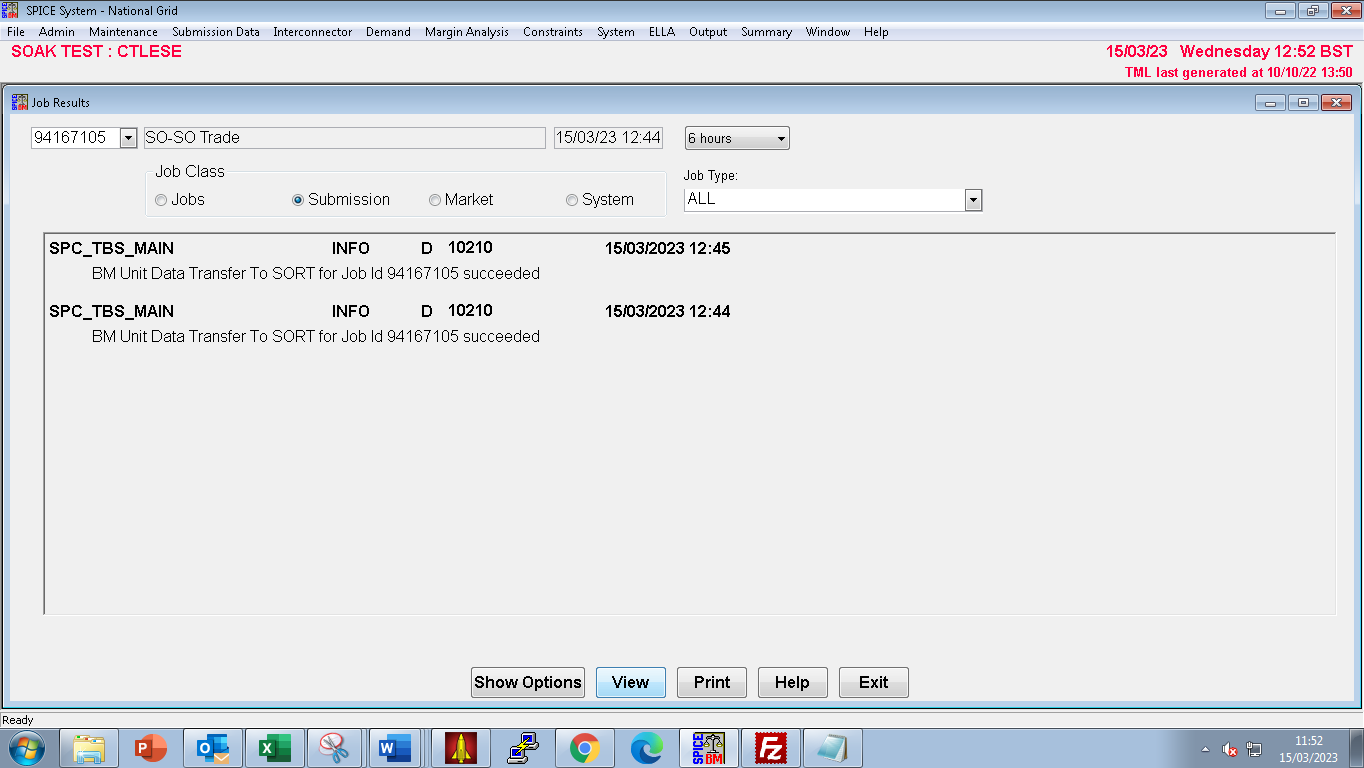 SPICE System - National Grid
File Admin Maintenance Submission Data Interconnector Demand Margin Analysis Constraints System ELLA Output Summary Window Help
SOAK TEST : CTLESE 15/03/23 Wednesday 12:52 BST
TML last generated at 10/10/22 13:50
Job Results
94167105 SO-SO Trade 15/03/23 12:44 6 hours
Job Class
Job Type:
Jobs Submission Market System
ALL
SPC_TBS_MAIN INFO D 10210 15/03/2023 12:45
BM Unit Data Transfer To SORT for Job Id 94167105 succeeded
SPC_TBS_MAIN INFO D 10210 15/03/2023 12:44
BM Unit Data Transfer To SORT for Job Id 94167105 succeeded
Show Options View Print Help Exit
Ready
SPICE BM
11:52
15/03/2023